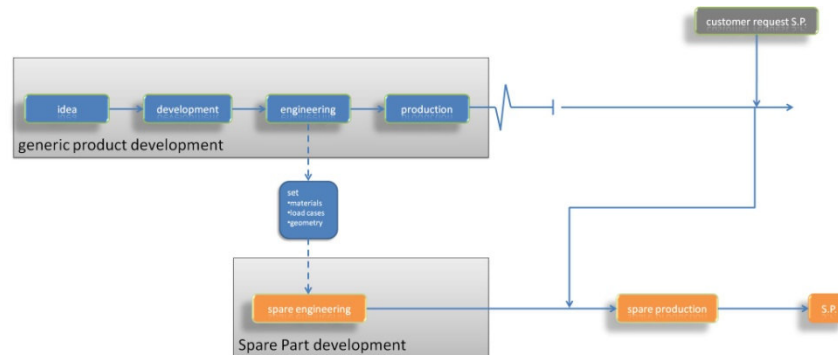 customer request S.P.
idea
development
engineering
production
generic product development
set
•materials
•load cases
•geometry
spare engineering
spare production
S.P.
Spare Part development